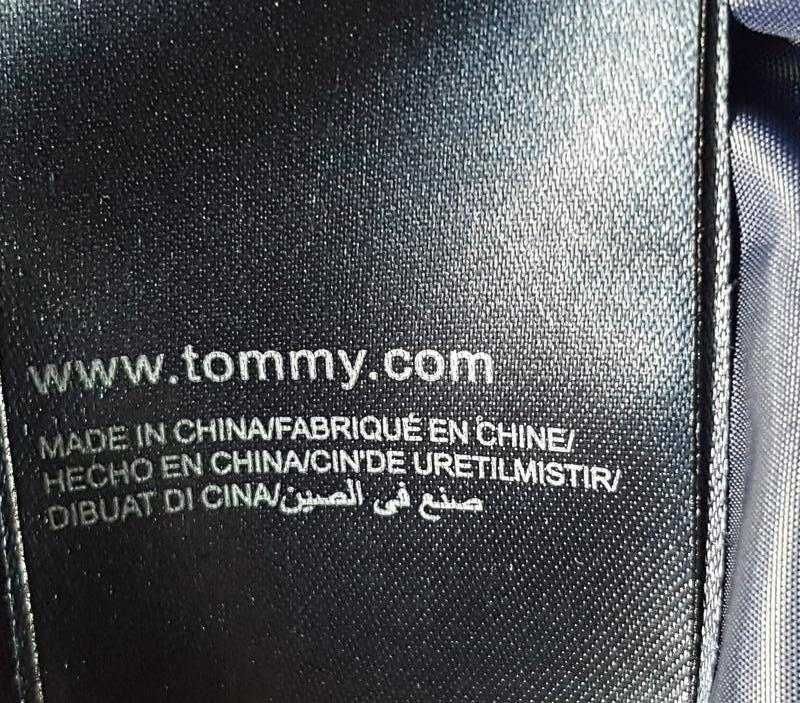 www.tommy.com
MADE IN CHINA/FABRIQUÉ EN CHINE/
HECHO EN CHINA/CIN'DE URETILMISTIR/
DIBUAT DI CINA/صنع في الصين